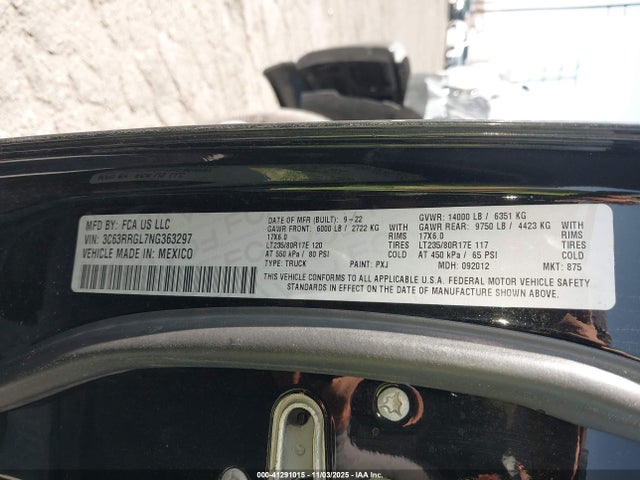 MFD BY: FCA US LLC
VIN: 3C63RRGL7NG363297
VEHICLE MADE IN: MEXICO
DATE OF MFR (BUILT): 9-22 GVWR: 14000 LB / 6351 KG
GAWR FRONT: 6000 LB / 2722 KG WITH GAWR REAR: 9750 LB / 4423 KG WITH
17X6.0 RIMS 17X6.0 RIMS
LT235/80R17E 120 TIRES LT235/80R17E 117 TIRES
AT 550 kPa / 80 PSI COLD AT 450 kPa / 65 PSI COLD
TYPE: TRUCK PAINT: PXJ MDH: 092012 MKT: 875
THIS VEHICLE CONFORMS TO ALL APPLICABLE U.S.A. FEDERAL MOTOR VEHICLE SAFETY
STANDARDS IN EFFECT ON THE DATE OF MANUFACTURE SHOWN ABOVE.
000-41291015 - 11/03/2025 - IAA Inc.